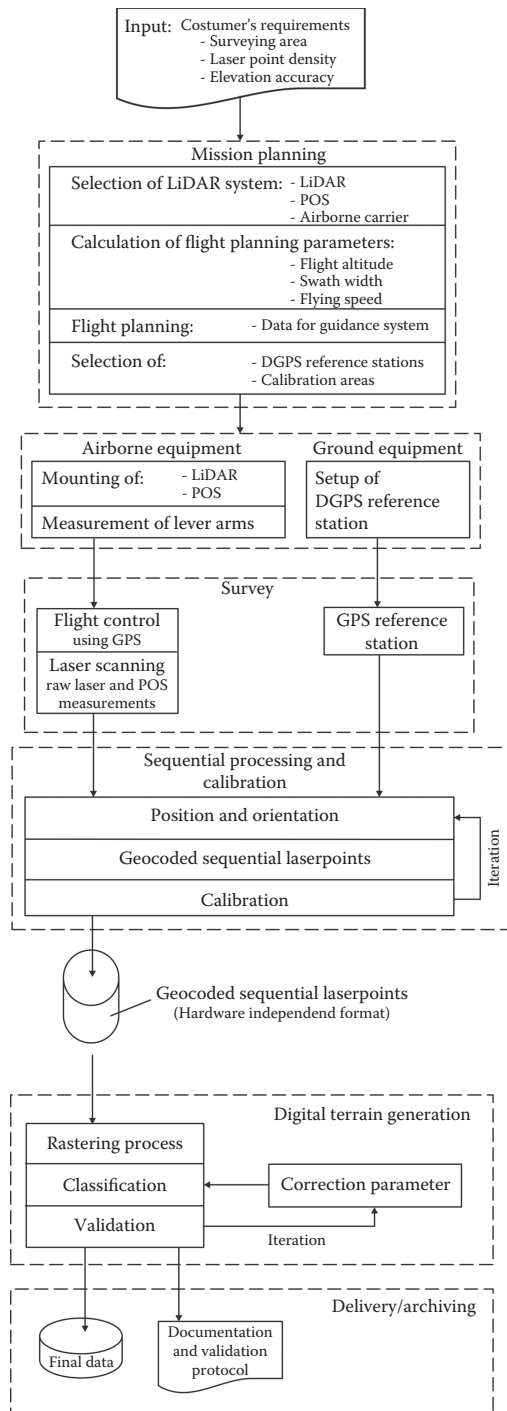 Input: Costumer's requirements
- Surveying area
- Laser point density
- Elevation accuracy
Mission planning
Selection of LiDAR system: - LiDAR
- POS
- Airborne carrier
Calculation of flight planning parameters:
- Flight altitude
- Swath width
- Flying speed
Flight planning: - Data for guidance system
Selection of: - DGPS reference stations
- Calibration areas
Airborne equipment
Mounting of: - LiDAR
- POS
Measurement of lever arms
Ground equipment
Setup of
DGPS reference
station
Survey
Flight control
using GPS
Laser scanning
raw laser and POS
measurements
GPS reference
station
Sequential processing and
calibration
Position and orientation
Geocoded sequential laserpoints
Calibration
Iteration
Geocoded sequential laserpoints
(Hardware independend format)
Digital terrain generation
Rastering process
Classification
Validation
Correction parameter
Iteration
Delivery/archiving
Final data
Documentation
and validation
protocol